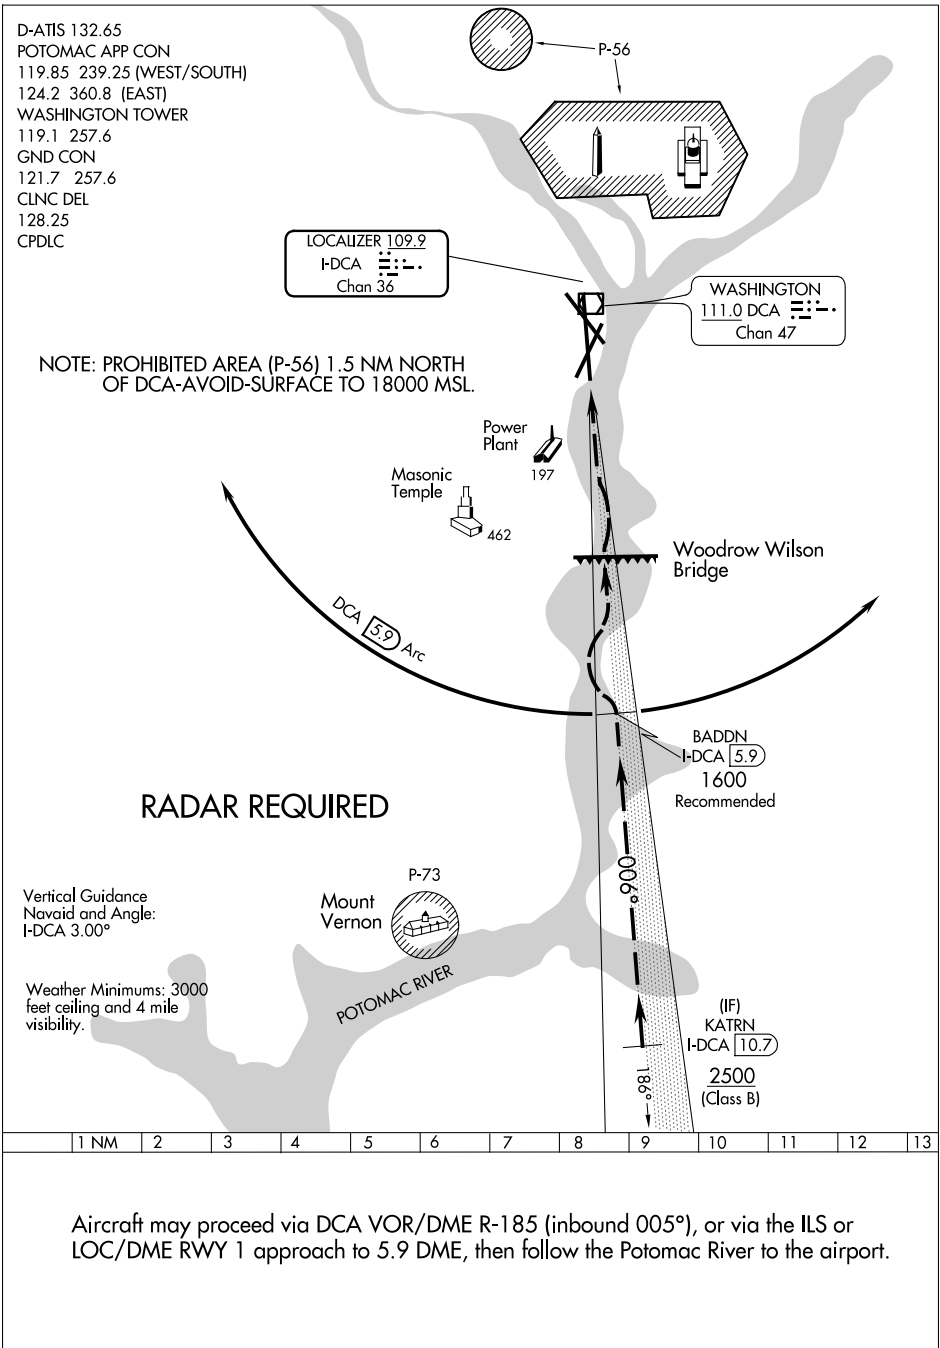 D-ATIS 132.65
POTOMAC APP CON
119.85 239.25 (WEST/SOUTH)
124.2 360.8 (EAST)
WASHINGTON TOWER
119.1 257.6
GND CON
121.7 257.6
CLNC DEL
128.25
CPDLC
P-56
LOCALIZER 109.9
I-DCA
Chan 36
WASHINGTON
111.0 DCA
Chan 47
NOTE: PROHIBITED AREA (P-56) 1.5 NM NORTH
OF DCA-AVOID-SURFACE TO 18000 MSL.
Power
Plant
197
Masonic
Temple
462
Woodrow Wilson
Bridge
DCA 5.9 Arc
BADDN
I-DCA 5.9
1600
Recommended
RADAR REQUIRED
006°
P-73
Mount
Vernon
Vertical Guidance
Navaid and Angle:
I-DCA 3.00°
POTOMAC RIVER
Weather Minimums: 3000
feet ceiling and 4 mile
visibility.
(IF)
KATRN
I-DCA 10.7
2500
(Class B)
186°
1 NM 2 3 4 5 6 7 8 9 10 11 12 13
Aircraft may proceed via DCA VOR/DME R-185 (inbound 005°), or via the ILS or
LOC/DME RWY 1 approach to 5.9 DME, then follow the Potomac River to the airport.